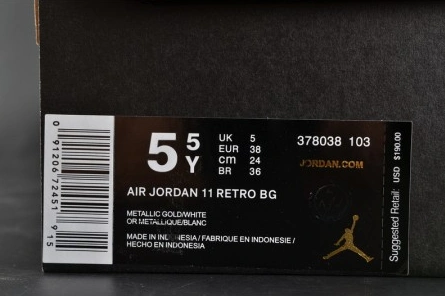 5 5 Y
UK 5
EUR 38
cm 24
BR 36
378038 103
JORDAN.COM
AIR JORDAN 11 RETRO BG
METALLIC GOLD/WHITE
OR METALLIQUE/BLANC
MADE IN INDONESIA / FABRIQUE EN INDONESIE /
HECHO EN INDONESIA
0 91206 72451 9 15
Suggested Retail: USD $190.00